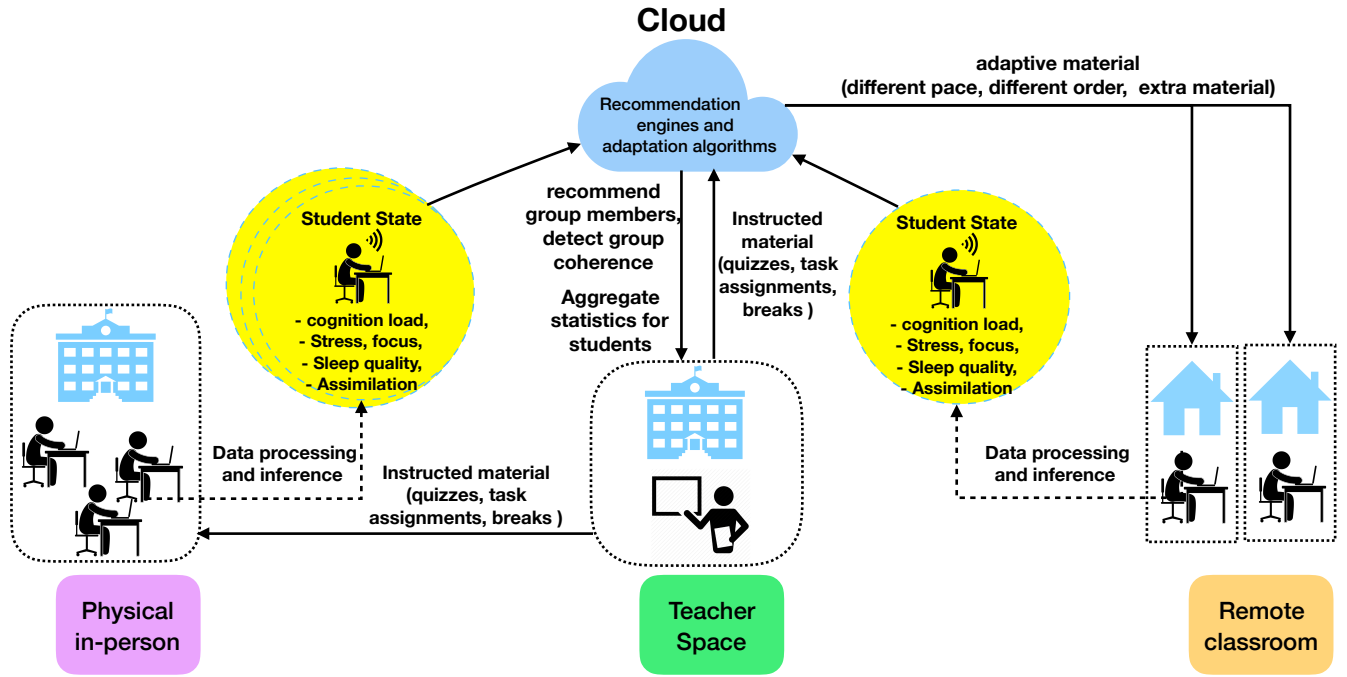 Cloud
Recommendation
engines and
adaptation algorithms
adaptive material
(different pace, different order,  extra material)
Student State
- cognition load,
- Stress, focus,
- Sleep quality,
- Assimilation
recommend
group members,
detect group
coherence
Aggregate
statistics for
students
Instructed
material
(quizzes, task
assignments,
breaks )
Student State
- cognition load,
- Stress, focus,
- Sleep quality,
- Assimilation
Data processing
and inference
Instructed material
(quizzes, task
assignments, breaks )
Data processing
and inference
Physical
in-person
Teacher
Space
Remote
classroom